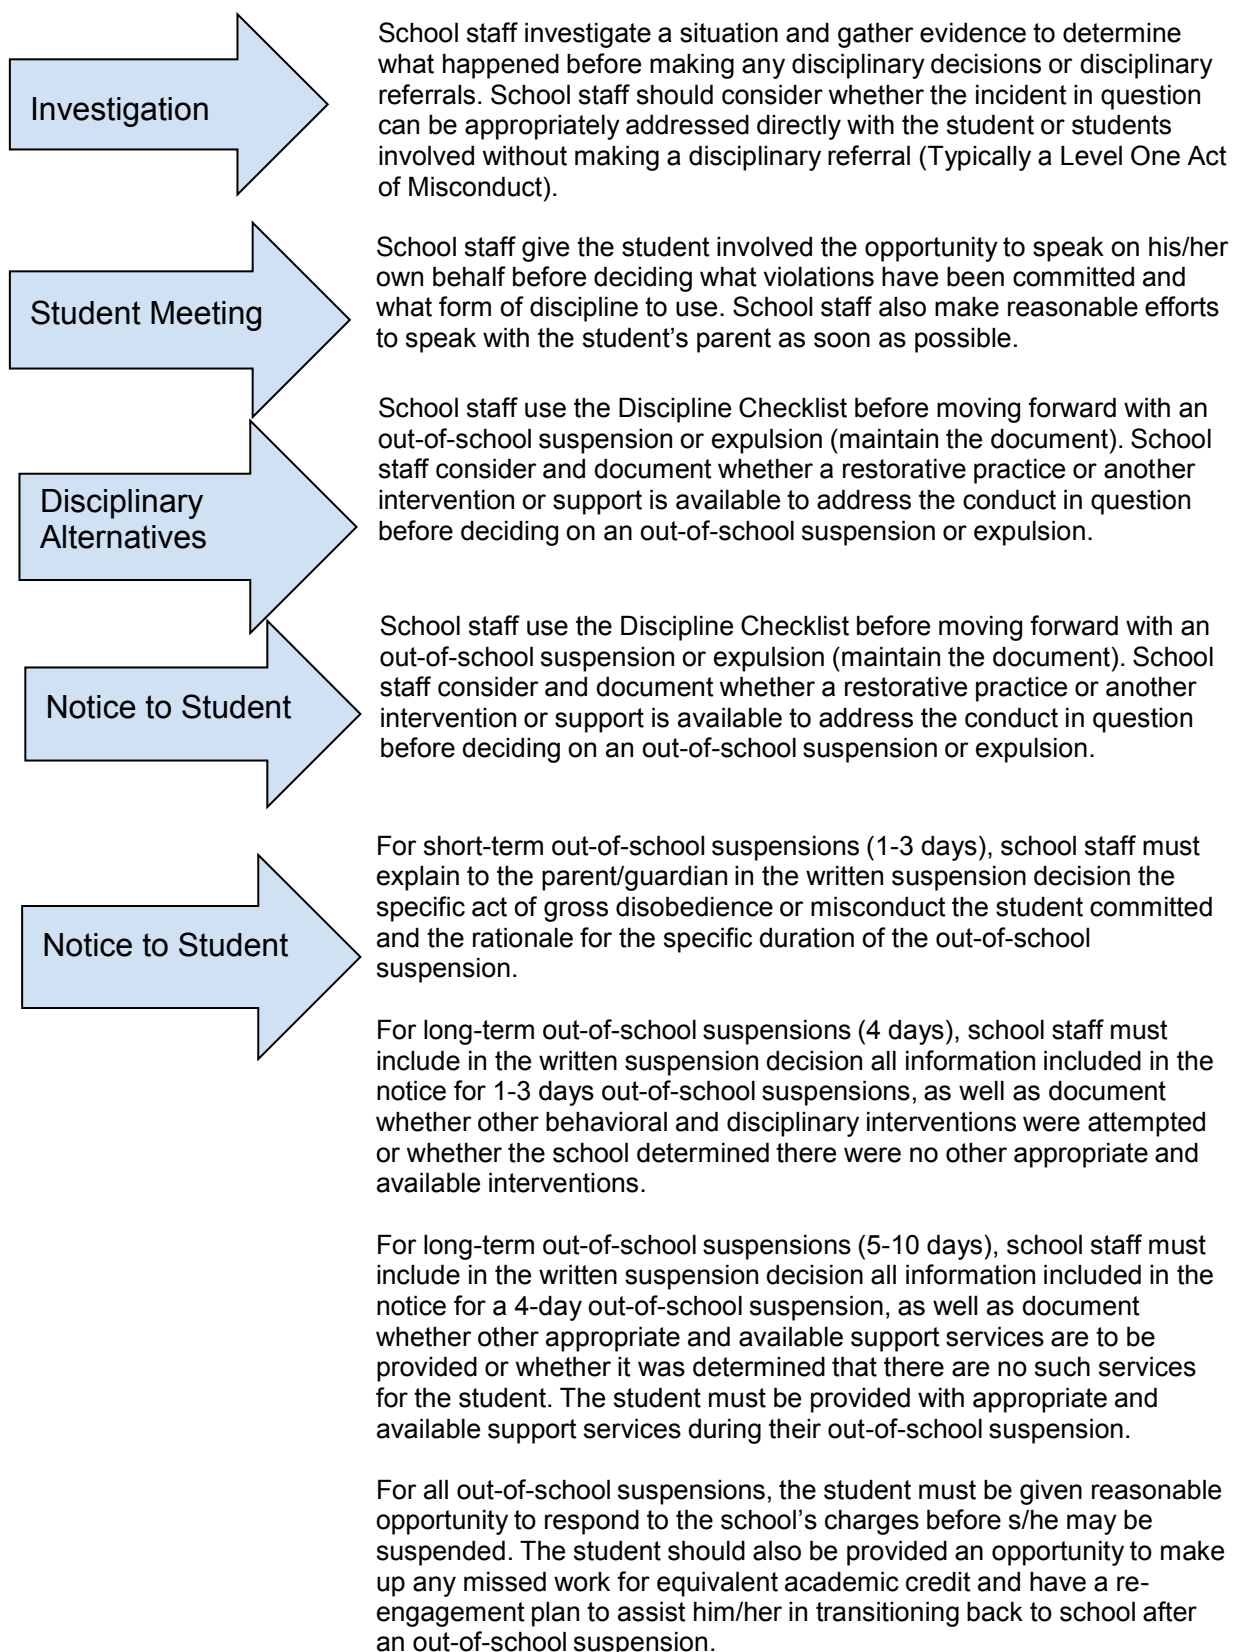 Investigation
School staff investigate a situation and gather evidence to determine
what happened before making any disciplinary decisions or disciplinary
referrals. School staff should consider whether the incident in question
can be appropriately addressed directly with the student or students
involved without making a disciplinary referral (Typically a Level One Act
of Misconduct).
Student Meeting
School staff give the student involved the opportunity to speak on his/her
own behalf before deciding what violations have been committed and
what form of discipline to use. School staff also make reasonable efforts
to speak with the student’s parent as soon as possible.
Disciplinary
Alternatives
School staff use the Discipline Checklist before moving forward with an
out-of-school suspension or expulsion (maintain the document). School
staff consider and document whether a restorative practice or another
intervention or support is available to address the conduct in question
before deciding on an out-of-school suspension or expulsion.
Notice to Student
School staff use the Discipline Checklist before moving forward with an
out-of-school suspension or expulsion (maintain the document). School
staff consider and document whether a restorative practice or another
intervention or support is available to address the conduct in question
before deciding on an out-of-school suspension or expulsion.
Notice to Student
For short-term out-of-school suspensions (1-3 days), school staff must
explain to the parent/guardian in the written suspension decision the
specific act of gross disobedience or misconduct the student committed
and the rationale for the specific duration of the out-of-school
suspension.
For long-term out-of-school suspensions (4 days), school staff must
include in the written suspension decision all information included in the
notice for 1-3 days out-of-school suspensions, as well as document
whether other behavioral and disciplinary interventions were attempted
or whether the school determined there were no other appropriate and
available interventions.
For long-term out-of-school suspensions (5-10 days), school staff must
include in the written suspension decision all information included in the
notice for a 4-day out-of-school suspension, as well as document
whether other appropriate and available support services are to be
provided or whether it was determined that there are no such services
for the student. The student must be provided with appropriate and
available support services during their out-of-school suspension.
For all out-of-school suspensions, the student must be given reasonable
opportunity to respond to the school’s charges before s/he may be
suspended. The student should also be provided an opportunity to make
up any missed work for equivalent academic credit and have a re-
engagement plan to assist him/her in transitioning back to school after
an out-of-school suspension.